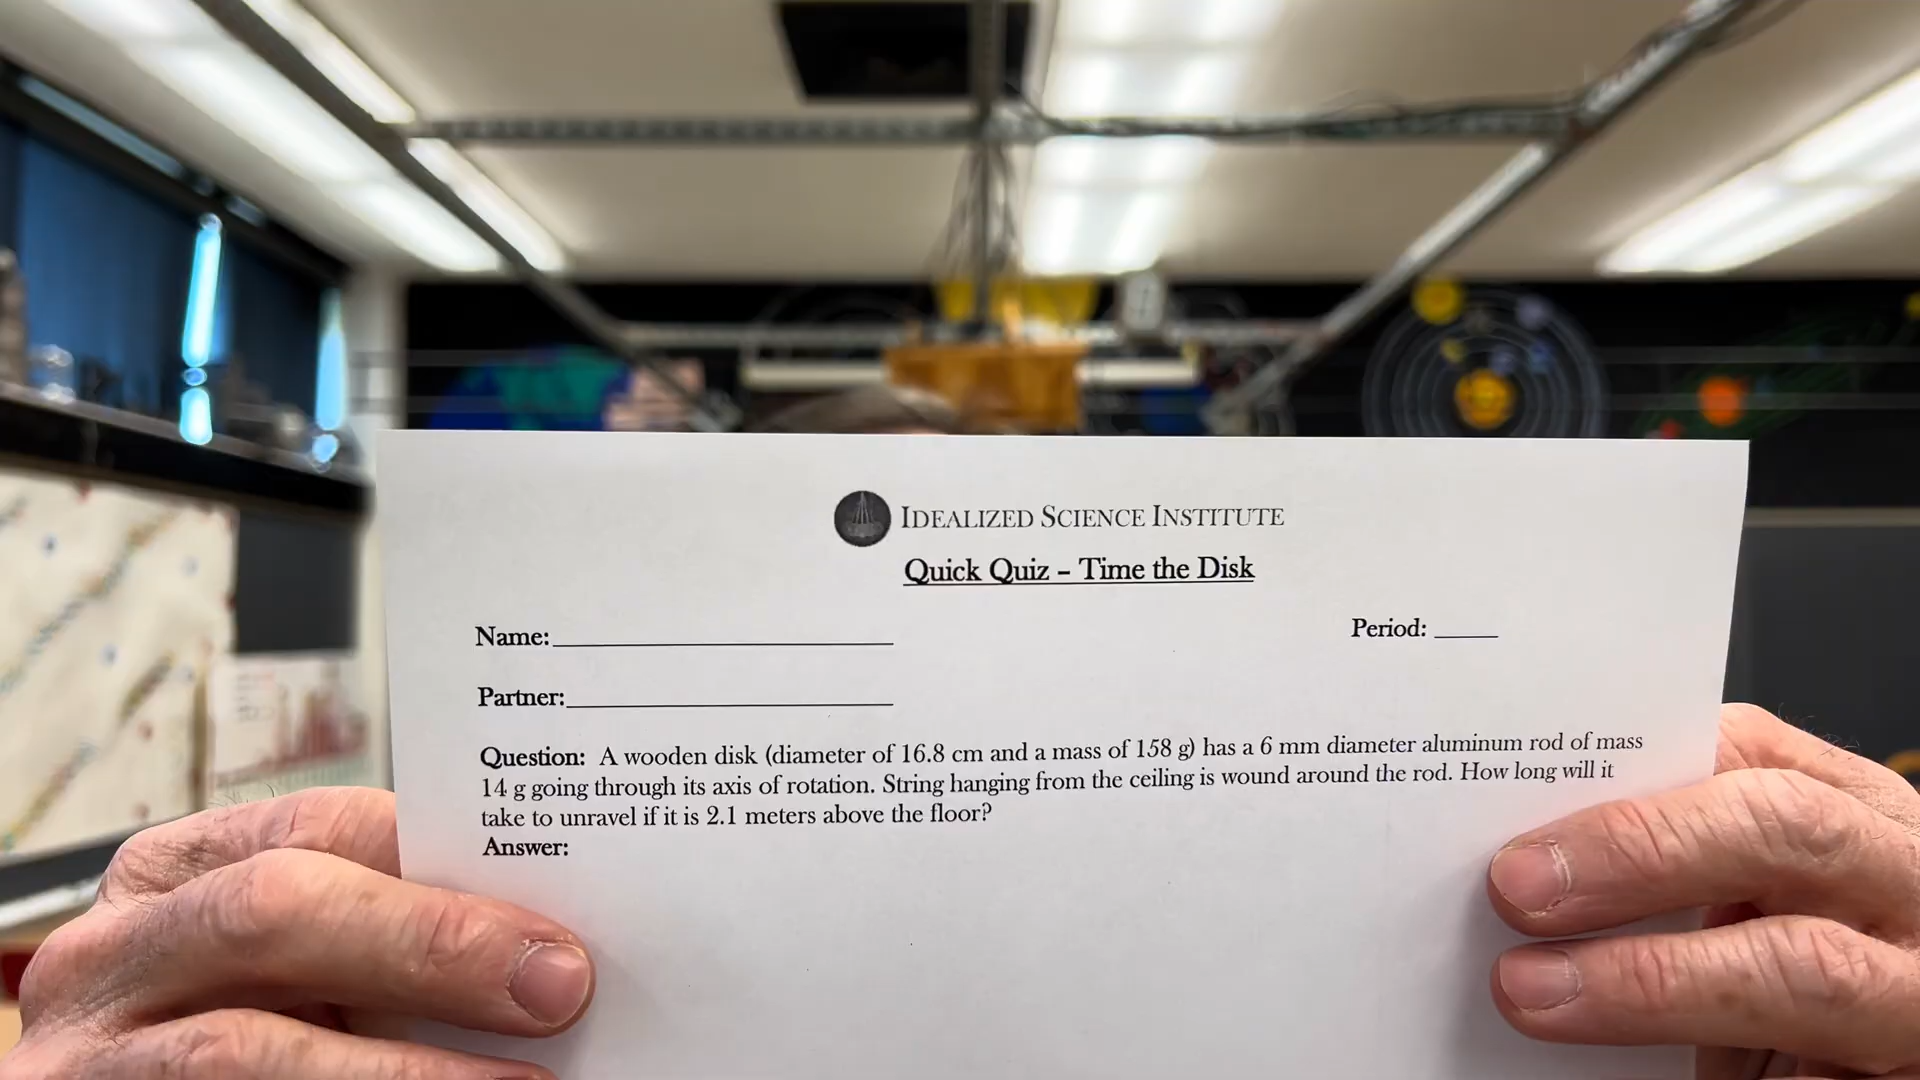 IDEALIZED SCIENCE INSTITUTE
Quick Quiz – Time the Disk
Name:
Period:
Partner:
Question: A wooden disk (diameter of 16.8 cm and a mass of 158 g) has a 6 mm diameter aluminum rod of mass
14 g going through its axis of rotation. String hanging from the ceiling is wound around the rod. How long will it
take to unravel if it is 2.1 meters above the floor?
Answer: